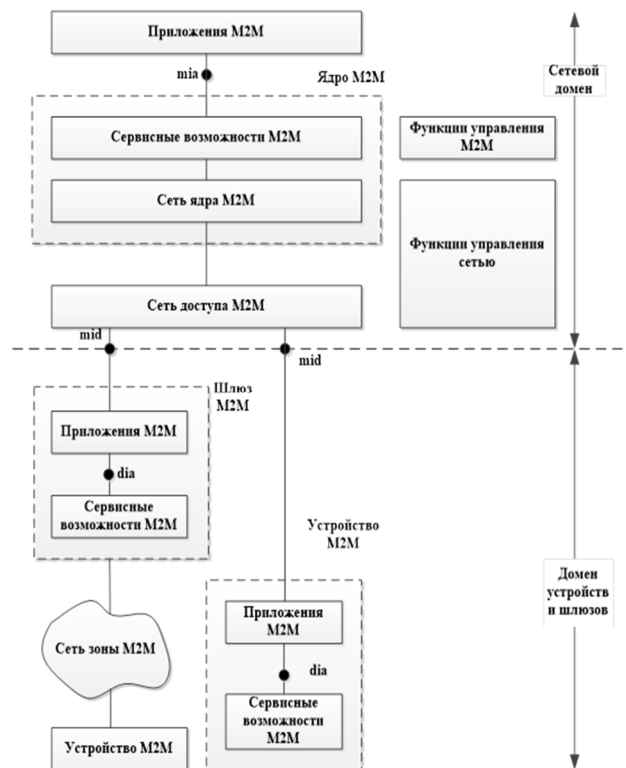 Приложения M2M
mia
Ядро M2M
Сетевой
домен
Сервисные возможности M2M
Функции управления
M2M
Сеть ядра M2M
Функции управления
сетью
Сеть доступа M2M
mid
mid
Шлюз
M2M
Приложения M2M
dia
Сервисные
возможности M2M
Устройство
M2M
Домен
устройств
и шлюзов
Приложения
M2M
Сеть зоны M2M
dia
Сервисные
возможности
M2M
Устройство M2M